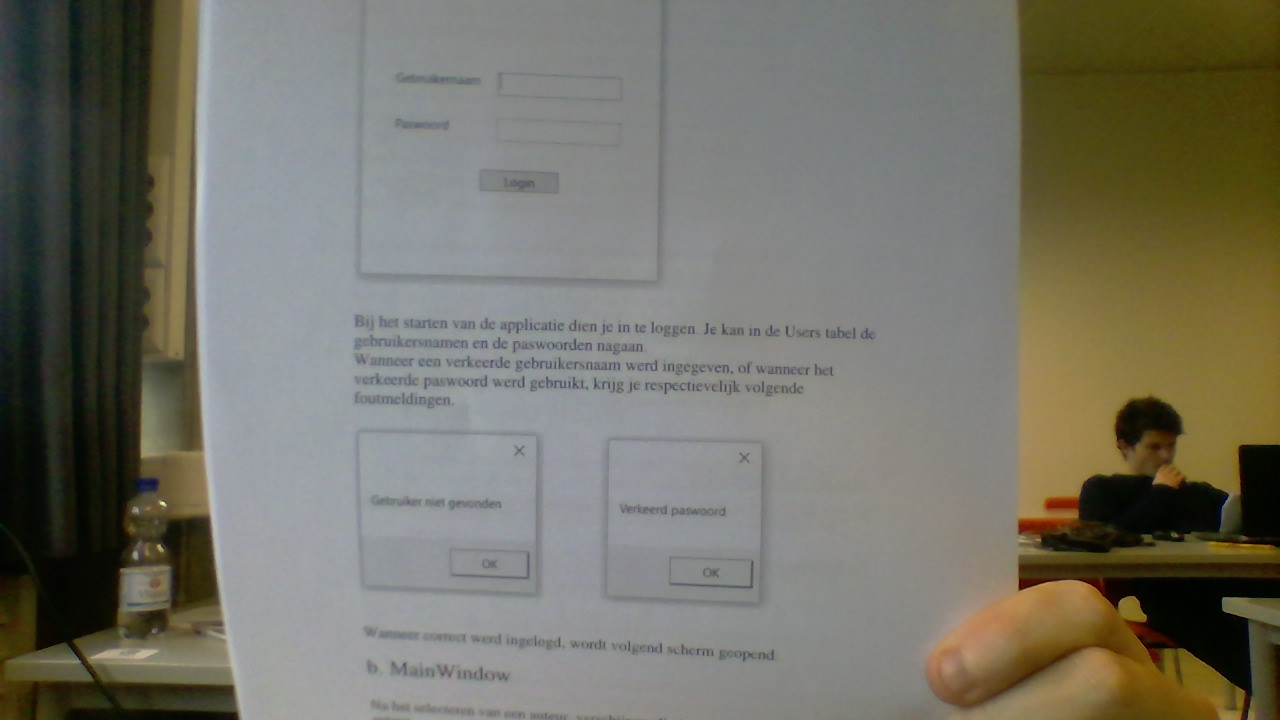 Gebruikersnaam
Paswoord
Login
Bij het starten van de applicatie dien je in te loggen. Je kan in de Users tabel de
gebruikersnamen en de paswoorden nagaan.
Wanneer een verkeerde gebruikersnaam werd ingegeven, of wanneer het
verkeerde paswoord werd gebruikt, krijg je respectievelijk volgende
foutmeldingen.
Gebruiker niet gevonden
OK
Verkeerd paswoord
OK
Wanneer correct werd ingelogd, wordt volgend scherm geopend
b. MainWindow
Na het selecteren van een auteur,